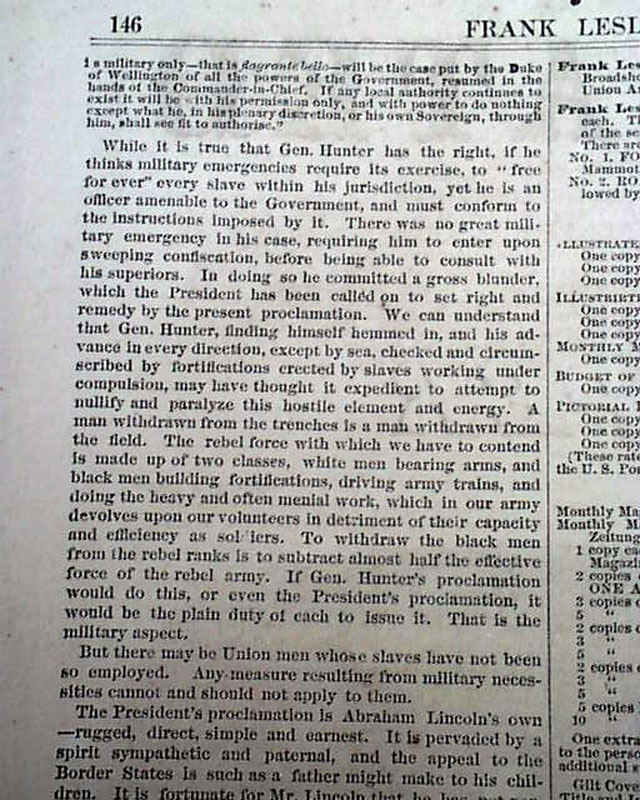 146
FRANK LESL
is military only—that is flagrante bello—will be the case put by the Duke
of Wellington of all the powers of the Government, resumed in the
hands of the Commander-in-Chief. If any local authority continues to
exist it will be with his permission only, and with power to do nothing
except what he, in his plenary discretion, or his own Sovereign, through
him, shall see fit to authorise."
While it is true that Gen. Hunter has the right, if he
thinks military emergencies require its exercise, to "free
for ever" every slave within his jurisdiction, yet he is an
officer amenable to the Government, and must conform to
the instructions imposed by it. There was no great mili-
tary emergency in his case, requiring him to enter upon
sweeping confiscation, before being able to consult with
his superiors. In doing so he committed a gross blunder,
which the President has been called on to set right and
remedy by the present proclamation. We can understand
that Gen. Hunter, finding himself hemmed in, and his ad-
vance in every direction, except by sea, checked and circum-
scribed by fortifications erected by slaves working under
compulsion, may have thought it expedient to attempt to
nullify and paralyze this hostile element and energy. A
man withdrawn from the trenches is a man withdrawn from
the field. The rebel force with which we have to contend
is made up of two classes, white men bearing arms, and
black men building fortifications, driving army trains, and
doing the heavy and often menial work, which in our army
devolves upon our volunteers in detriment of their capacity
and efficiency as soldiers. To withdraw the black men
from the rebel ranks is to subtract almost half the effective
force of the rebel army. If Gen. Hunter's proclamation
would do this, or even the President's proclamation, it
would be the plain duty of each to issue it. That is the
military aspect.
But there may be Union men whose slaves have not been
so employed. Any measure resulting from military neces-
sities cannot and should not apply to them.
The President's proclamation is Abraham Lincoln's own
—rugged, direct, simple and earnest. It is pervaded by a
spirit sympathetic and paternal, and the appeal to the
Border States is such as a father might make to his chil-
dren. It is fortunate for Mr. Lincoln that he has
Frank Les
Broadsh
Union A
Frank Les
each. Th
of the se
There ar
No. 1. FO
Mammot
No. 2. RO
lowed by
ILLUSTRATE
One copy
One copy
One copy
ILLUSTRIRT
One copy
One copy
One copy
MONTHLY M
One copy
BUDGET OF
One copy
PICTORIAL
One copy
One copy
One copy
(These rate
the U. S. Pos
Monthly Ma
Monthly M
Zeitung
1 copy ea
Magazin
2 copies
ONE A
3 copies o
5 "
2 copies o
3 "
5 "
2 copies o
3 "
5 "
5 copies
10 "
One extra
to the perso
additional s
Gilt Cove